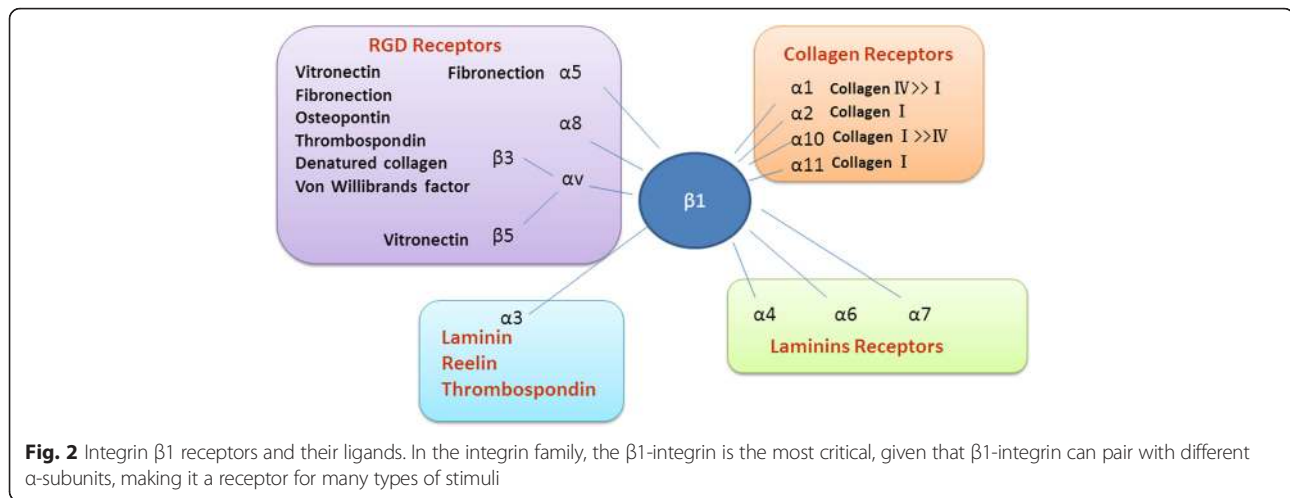 RGD Receptors
Vitronectin
Fibronection α5
Fibronection
Osteopontin
α8
Thrombospondin
Denatured collagen
β3
Von Willibrands factor
αv
Vitronectin β5
Collagen Receptors
α1 Collagen IV>> I
α2 Collagen I
α10 Collagen I >>IV
α11 Collagen I
β1
α3
Laminin
Reelin
Thrombospondin
α4 α6 α7
Laminins Receptors
Fig. 2 Integrin β1 receptors and their ligands. In the integrin family, the β1-integrin is the most critical, given that β1-integrin can pair with different
α-subunits, making it a receptor for many types of stimuli